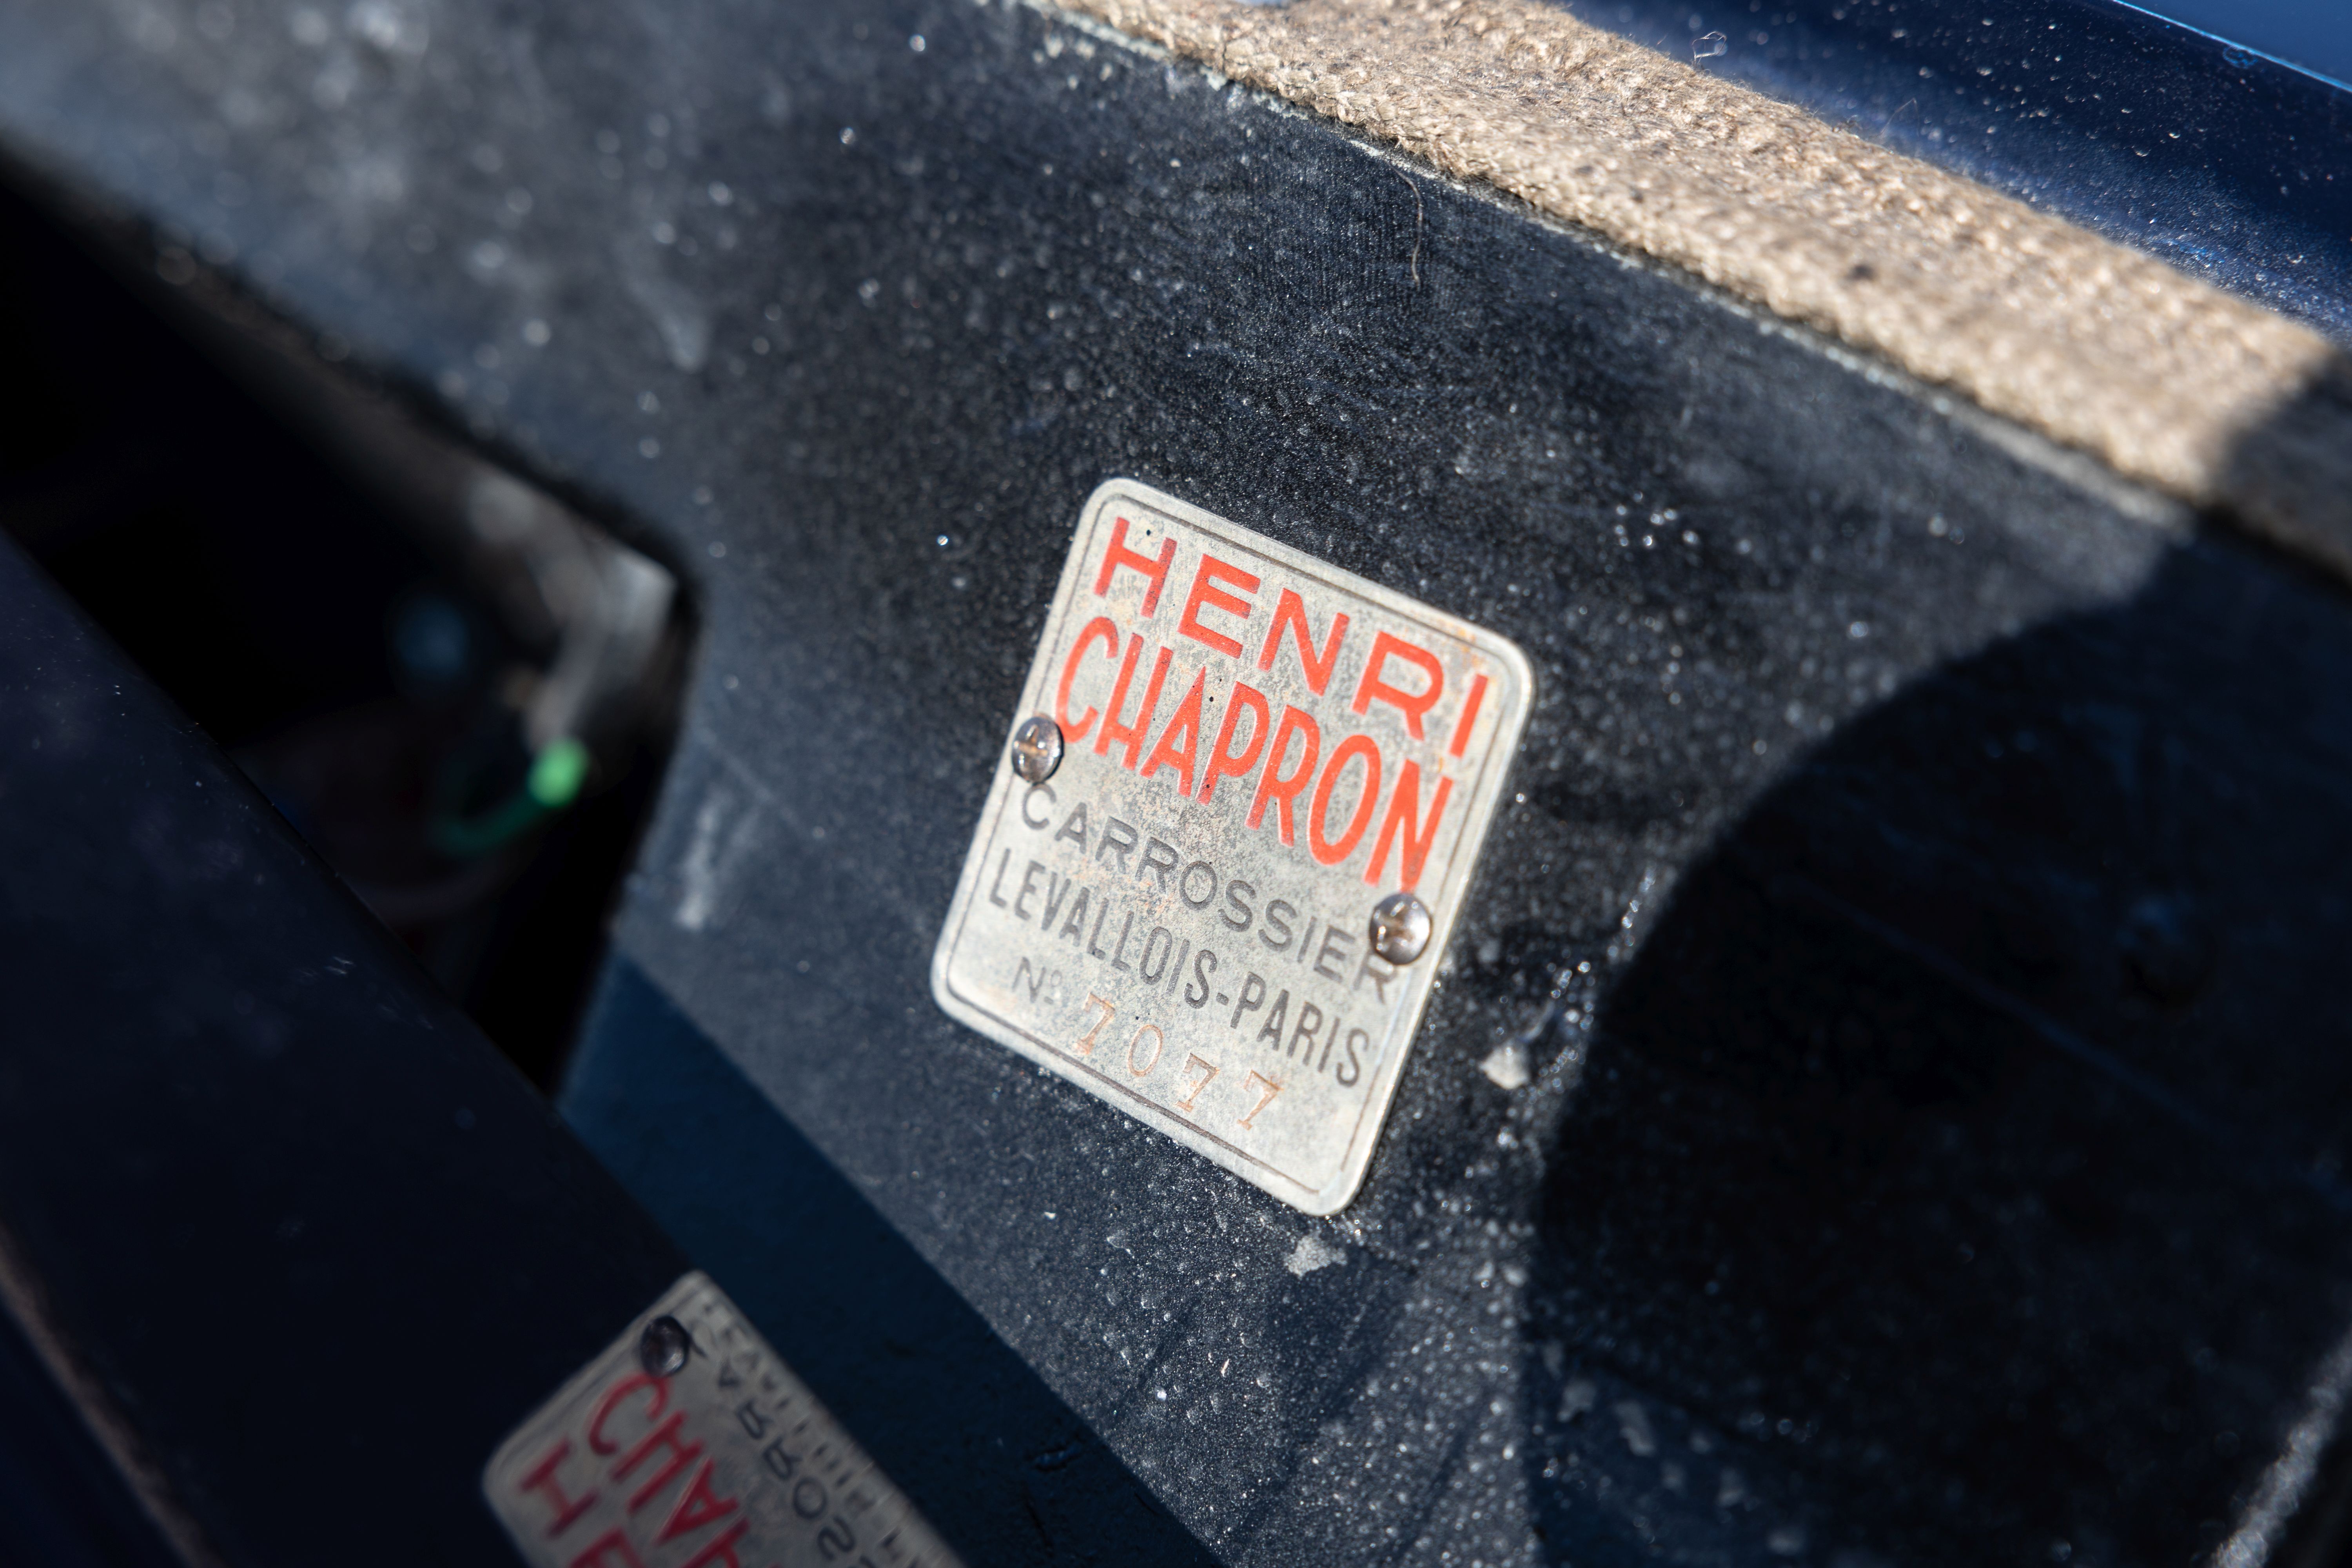 HENRI
CHAPRON
CARROSSIER
LEVALLOIS-PARIS
Nº 7077